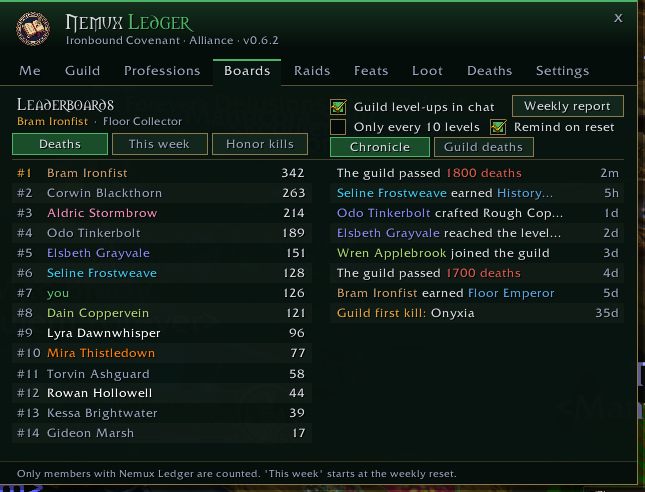 Nemux Ledger
Ironbound Covenant · Alliance · v0.6.2
X
Me Guild Professions Boards Raids Feats Loot Deaths Settings
Leaderboards
Bram Ironfist · Floor Collector
Guild level-ups in chat
Weekly report
Only every 10 levels
Remind on reset
Deaths This week Honor kills
Chronicle Guild deaths
#1 Bram Ironfist 342
#2 Corwin Blackthorn 263
#3 Aldric Stormbrow 214
#4 Odo Tinkerbolt 189
#5 Elsbeth Grayvale 151
#6 Seline Frostweave 128
#7 you 126
#8 Dain Coppervein 121
#9 Lyra Dawnwhisper 96
#10 Mira Thistledown 77
#11 Torvin Ashguard 58
#12 Rowan Hollowell 44
#13 Kessa Brightwater 39
#14 Gideon Marsh 17
The guild passed 1800 deaths 2m
Seline Frostweave earned History... 5h
Odo Tinkerbolt crafted Rough Cop... 1d
Elsbeth Grayvale reached the level... 2d
Wren Applebrook joined the guild 3d
The guild passed 1700 deaths 4d
Bram Ironfist earned Floor Emperor 5d
Guild first kill: Onyxia 35d
Only members with Nemux Ledger are counted. "This week" starts at the weekly reset.